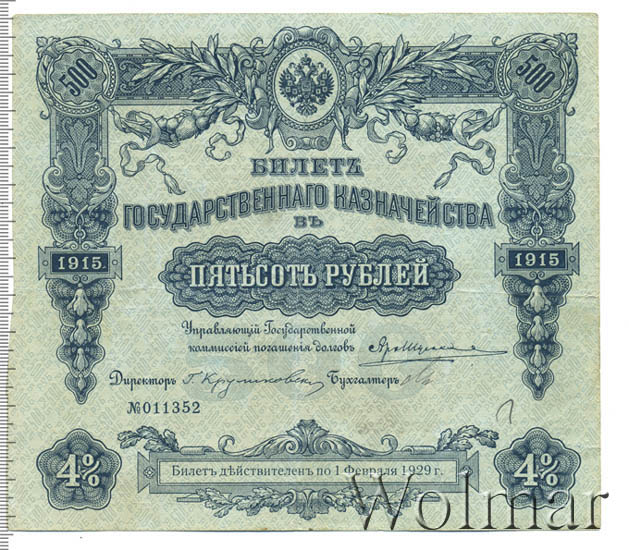 500 500
БИЛЕТЪ
ГОСУДАРСТВЕННАГО КАЗНАЧЕЙСТВА
ВЪ
1915 ПЯТЬСОТЪ РУБЛЕЙ 1915
Управляющій Государственной
коммиссіей погашенія долговъ
Директоръ Бухгалтеръ
№011352
4% Билетъ дѣйствителенъ по 1 Февраля 1929 г. 4%
Wolmar